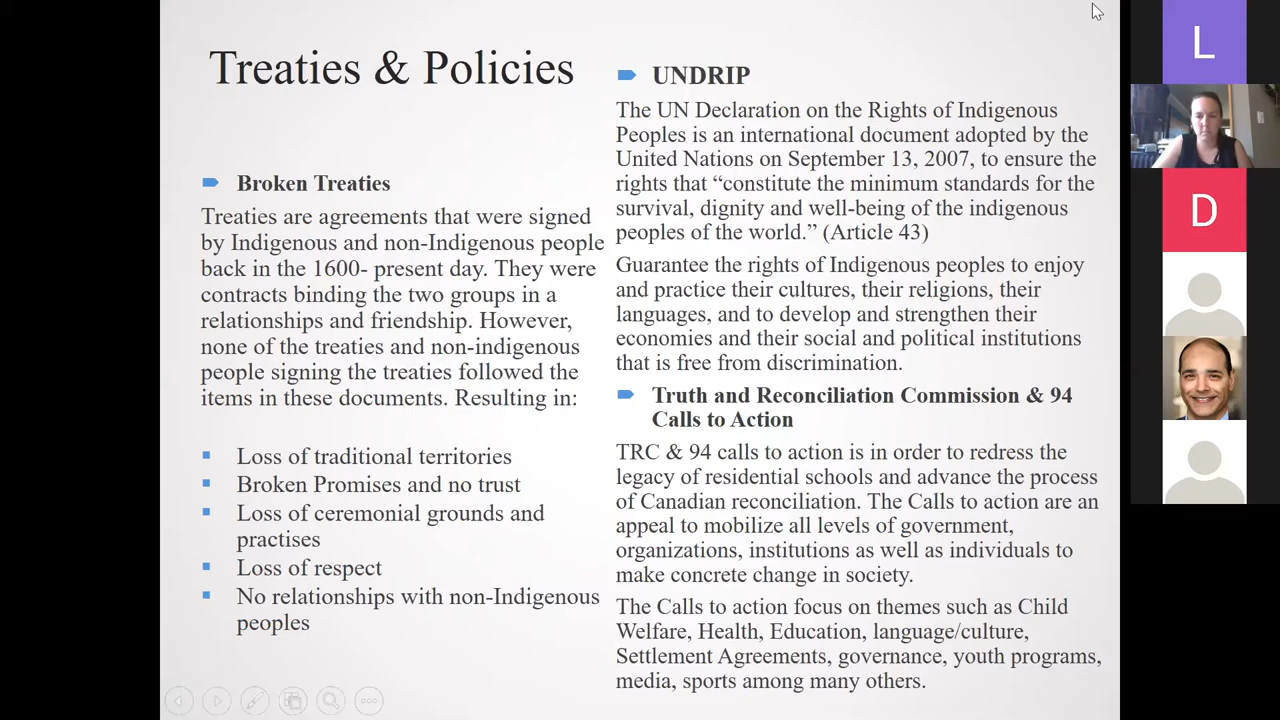 Treaties & Policies
Broken Treaties
Treaties are agreements that were signed
by Indigenous and non-Indigenous people
back in the 1600- present day. They were
contracts binding the two groups in a
relationships and friendship. However,
none of the treaties and non-indigenous
people signing the treaties followed the
items in these documents. Resulting in:
Loss of traditional territories
Broken Promises and no trust
Loss of ceremonial grounds and
practises
Loss of respect
No relationships with non-Indigenous
peoples
UNDRIP
The UN Declaration on the Rights of Indigenous
Peoples is an international document adopted by the
United Nations on September 13, 2007, to ensure the
rights that “constitute the minimum standards for the
survival, dignity and well-being of the indigenous
peoples of the world.” (Article 43)
Guarantee the rights of Indigenous peoples to enjoy
and practice their cultures, their religions, their
languages, and to develop and strengthen their
economies and their social and political institutions
that is free from discrimination.
Truth and Reconciliation Commission & 94
Calls to Action
TRC & 94 calls to action is in order to redress the
legacy of residential schools and advance the process
of Canadian reconciliation. The Calls to action are an
appeal to mobilize all levels of government,
organizations, institutions as well as individuals to
make concrete change in society.
The Calls to action focus on themes such as Child
Welfare, Health, Education, language/culture,
Settlement Agreements, governance, youth programs,
media, sports among many others.
L
D